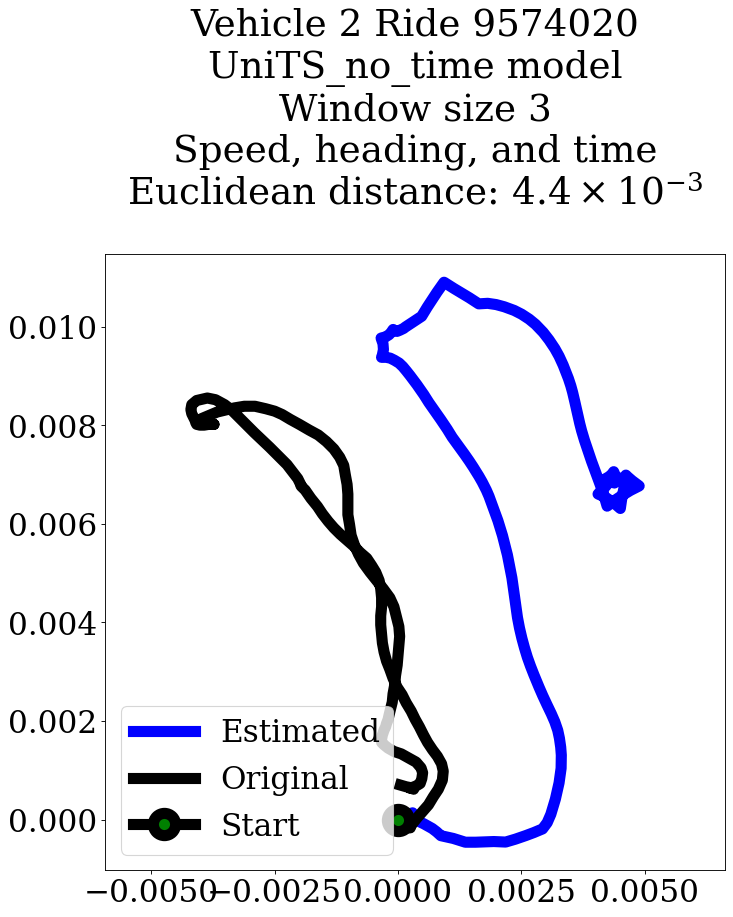 Vehicle 2 Ride 9574020
UniTS_no_time model
Window size 3
Speed, heading, and time
Euclidean distance: 4.4 × 10⁻³
0.010
0.008
0.006
0.004
0.002
0.000
Estimated
Original
Start
−0.0050 −0.0025 0.0000 0.0025 0.0050